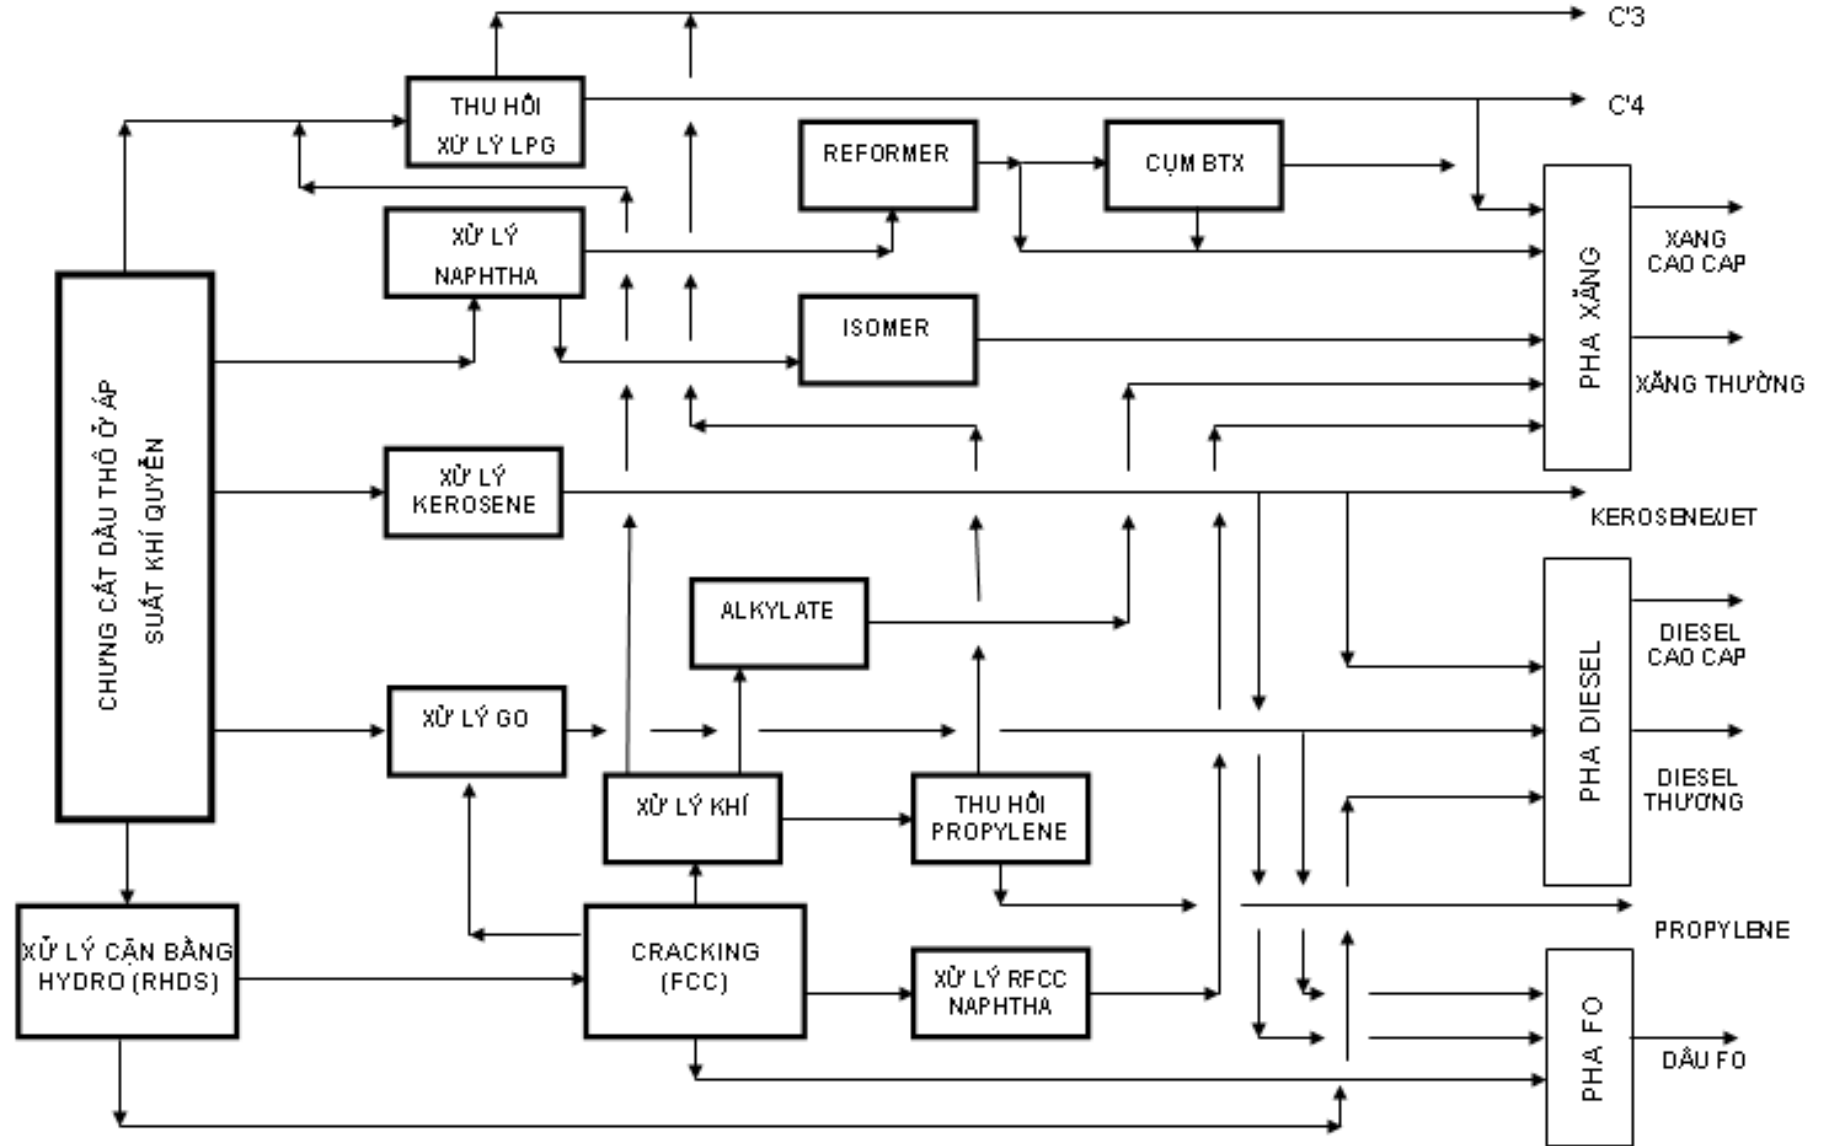 C'3
THU HỒI
XỬ LÝ LPG
C'4
REFORMER
CỤM BTX
XỬ LÝ
NAPHTHA
XANG
CAO CAP
PHA XĂNG
ISOMER
XĂNG THƯỜNG
CHƯNG CẤT DẦU THÔ Ở ÁP
SUẤT KHÍ QUYỂN
XỬ LÝ
KEROSENE
KEROSENE/JET
ALKYLATE
DIESEL
CAO CAP
PHA DIESEL
XỬ LÝ GO
DIESEL
THƯƠNG
XỬ LÝ KHÍ
THU HỒI
PROPYLENE
PROPYLENE
XỬ LÝ CẶN BẰNG
HYDRO (RHDS)
CRACKING
(FCC)
XỬ LÝ RFCC
NAPHTHA
PHA FO
DẦU FO